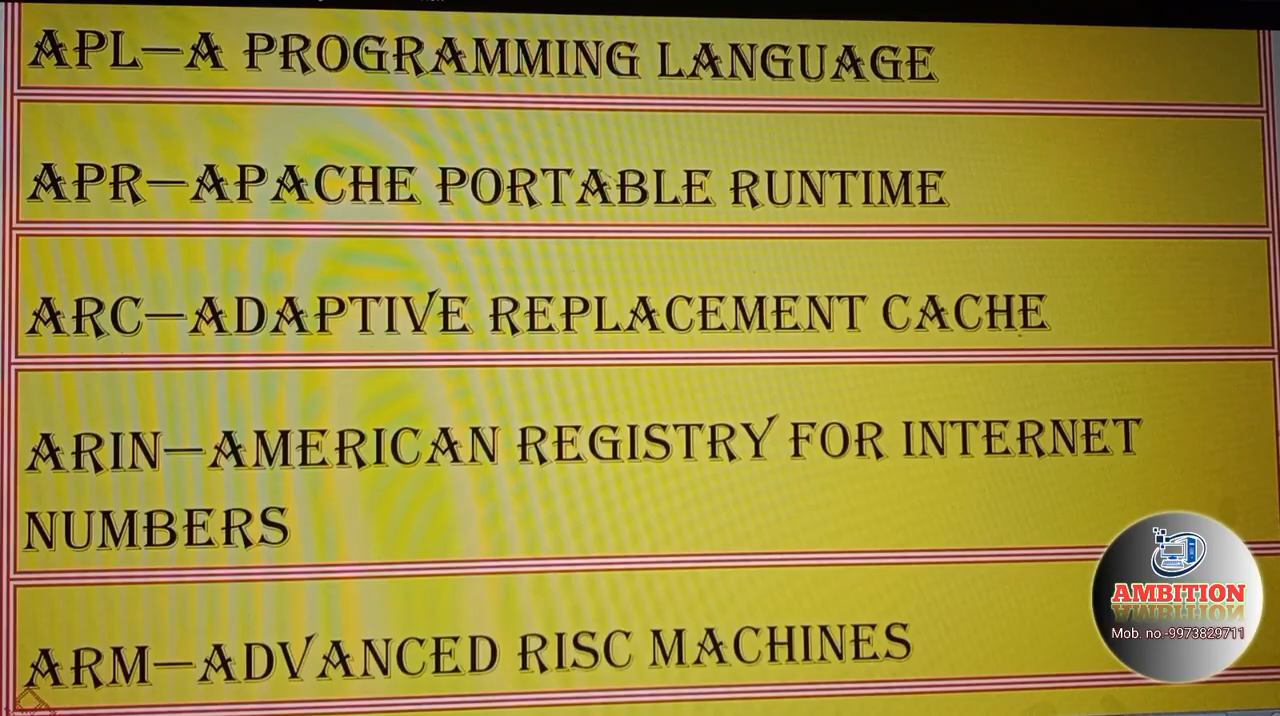 APL—A PROGRAMMING LANGUAGE
APR—APACHE PORTABLE RUNTIME
ARC—ADAPTIVE REPLACEMENT CACHE
ARIN—AMERICAN REGISTRY FOR INTERNET
NUMBERS
ARM—ADVANCED RISC MACHINES
AMBITION
Mob. no.-9973829711